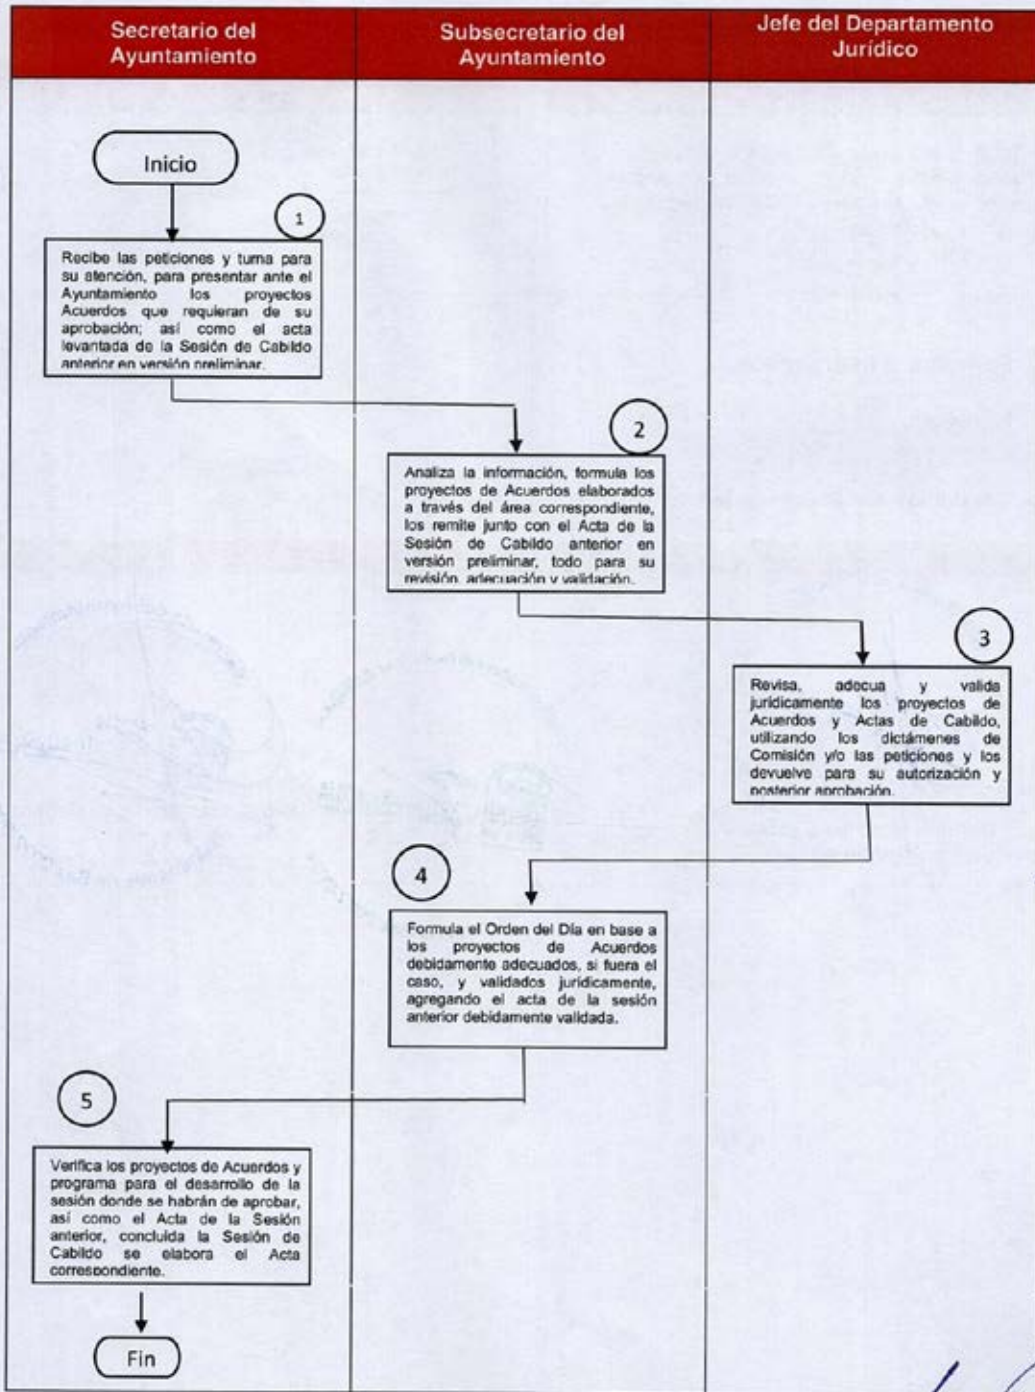 Secretario del
Ayuntamiento
Subsecretario del
Ayuntamiento
Jefe del Departamento
Jurídico
Inicio
1
Recibe las peticiones y turna para
su atención, para presentar ante el
Ayuntamiento los proyectos
Acuerdos que requieran de su
aprobación; así como el acta
levantada de la Sesión de Cabildo
anterior en versión preliminar.
2
Analiza la información, formula los
proyectos de Acuerdos elaborados
a través del área correspondiente,
los remite junto con el Acta de la
Sesión de Cabildo anterior en
versión preliminar, todo para su
revisión, adecuación y validación.
3
Revisa, adecua y valida
jurídicamente los proyectos de
Acuerdos y Actas de Cabildo,
utilizando los dictámenes de
Comisión y/o las peticiones y los
devuelve para su autorización y
posterior aprobación.
4
Formula el Orden del Día en base a
los proyectos de Acuerdos
debidamente adecuados, si fuera el
caso, y validados jurídicamente,
agregando el acta de la sesión
anterior debidamente validada.
5
Verifica los proyectos de Acuerdos y
programa para el desarrollo de la
sesión donde se habrán de aprobar,
así como el Acta de la Sesión
anterior, concluida la Sesión de
Cabildo se elabora el Acta
correspondiente.
Fin